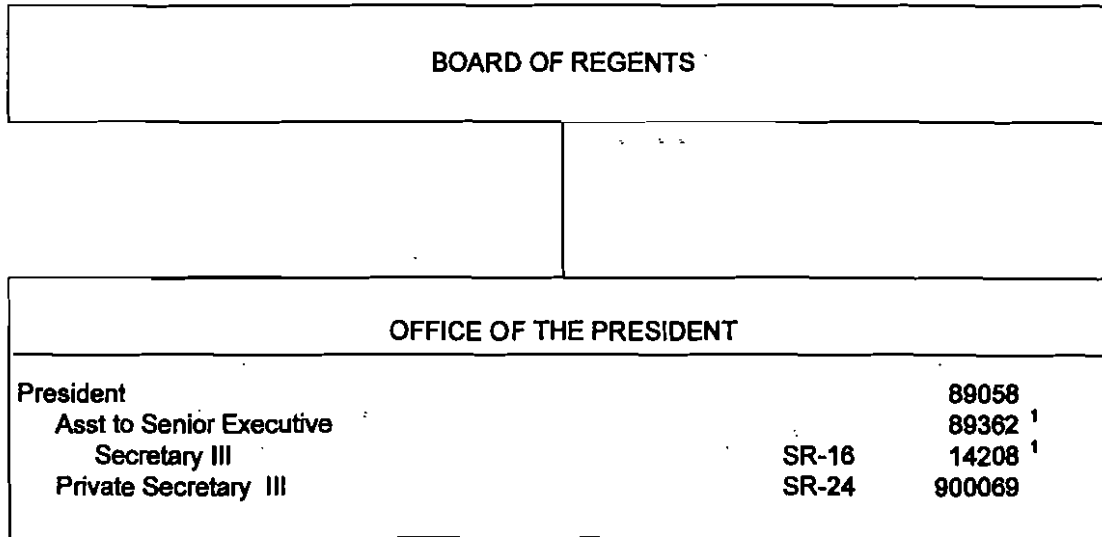 BOARD OF REGENTS
OFFICE OF THE PRESIDENT
President 89058
Asst to Senior Executive 89362 ¹
Secretary III SR-16 14208 ¹
Private Secretary III SR-24 900069